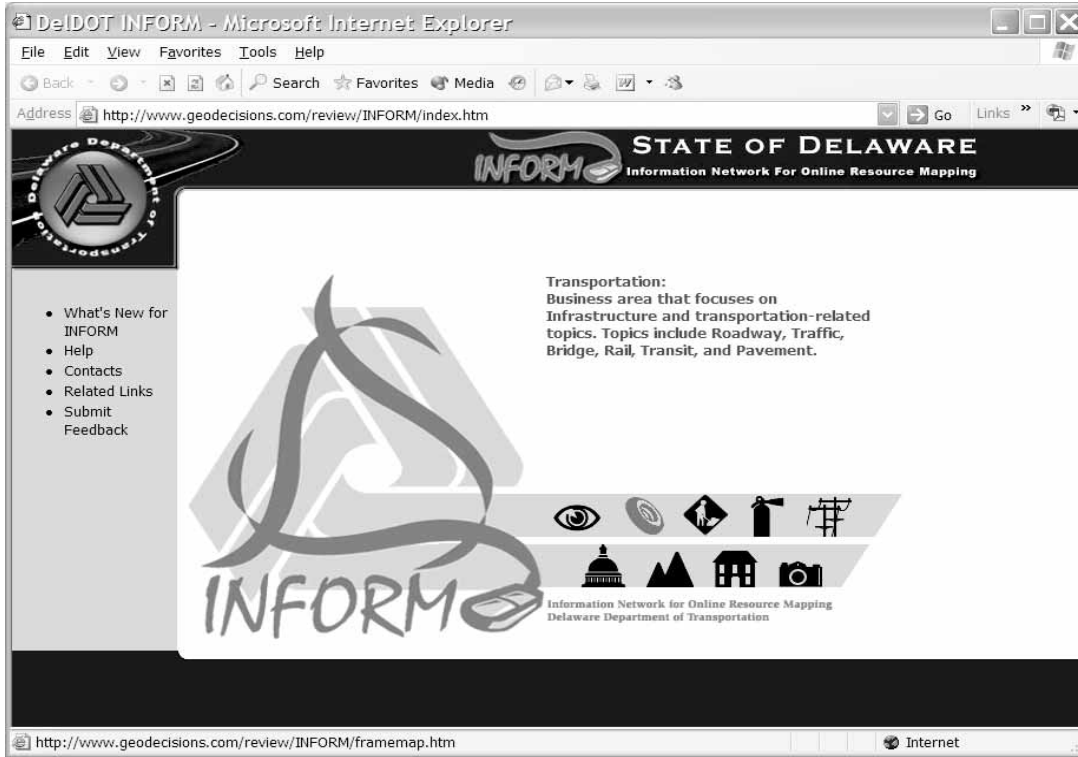 DelDOT INFORM - Microsoft Internet Explorer
File Edit View Favorites Tools Help
Back Search Favorites Media
Address http://www.geodecisions.com/review/INFORM/index.htm Go Links »
Delaware Department of Transportation
INFORM
STATE OF DELAWARE
Information Network For Online Resource Mapping
• What's New for
INFORM
• Help
• Contacts
• Related Links
• Submit
Feedback
Transportation:
Business area that focuses on
Infrastructure and transportation-related
topics. Topics include Roadway, Traffic,
Bridge, Rail, Transit, and Pavement.
INFORM
Information Network for Online Resource Mapping
Delaware Department of Transportation
http://www.geodecisions.com/review/INFORM/framemap.htm Internet